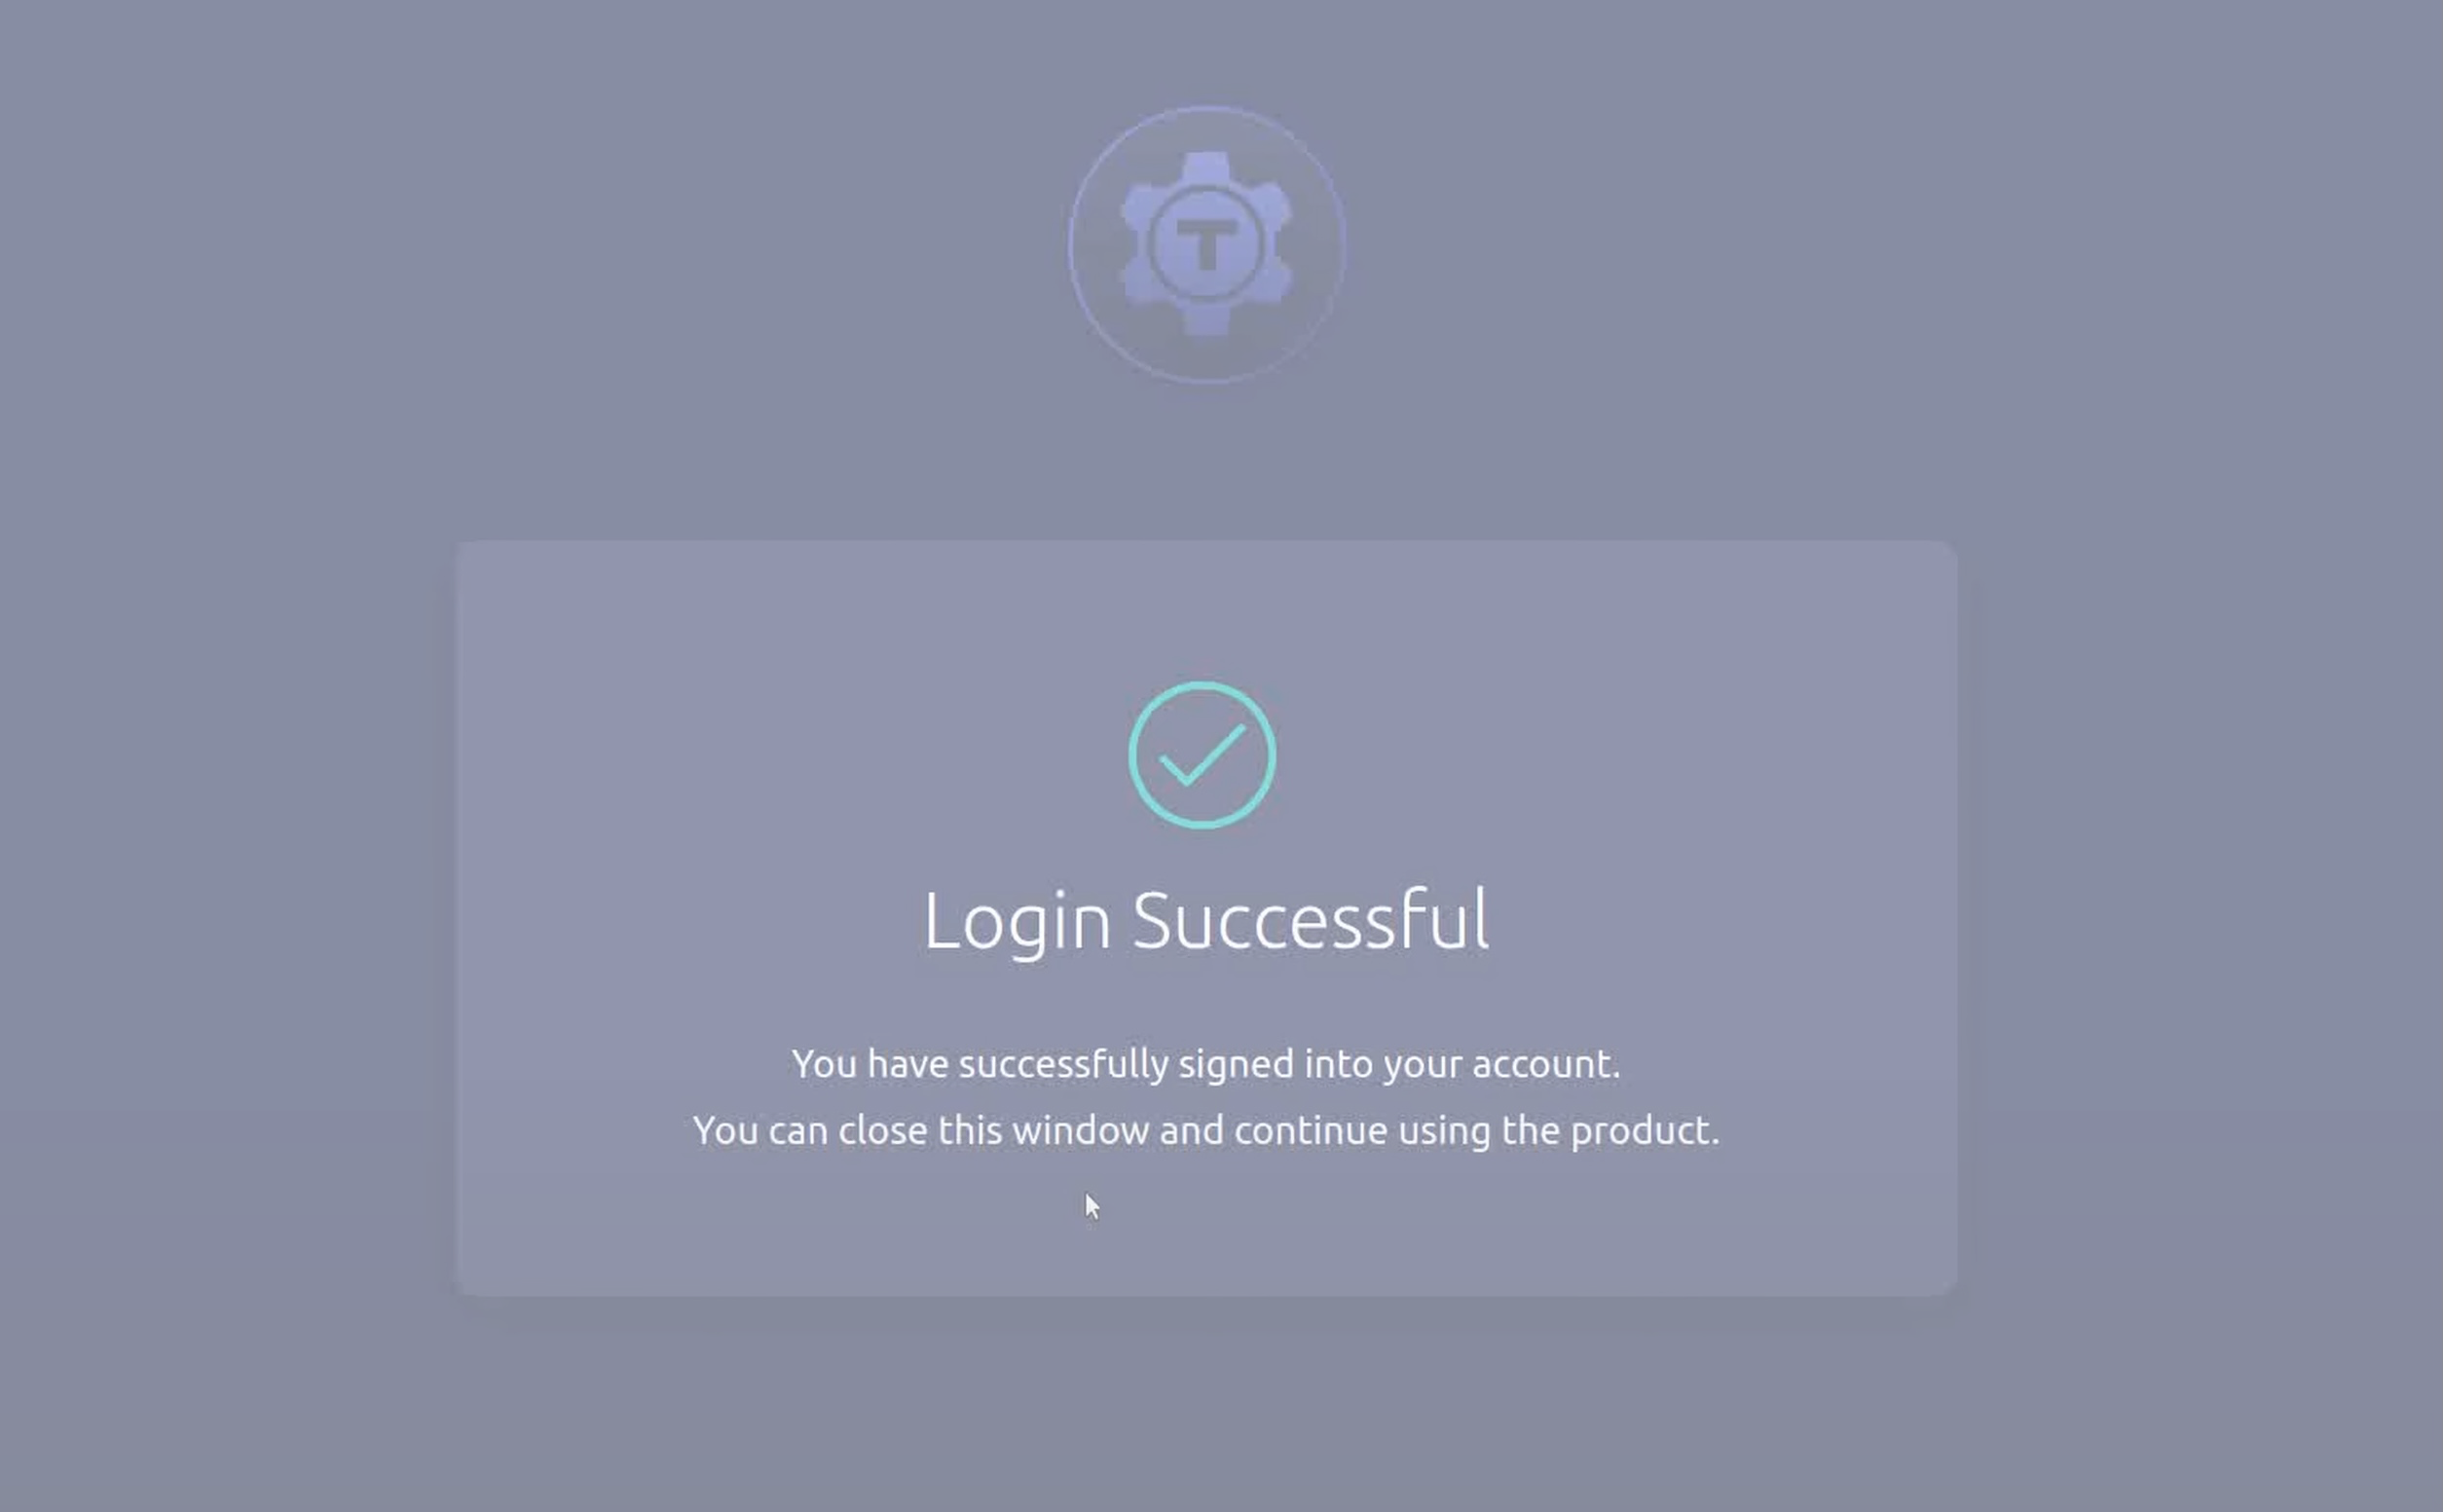 T
Login Successful
You have successfully signed into your account.
You can close this window and continue using the product.